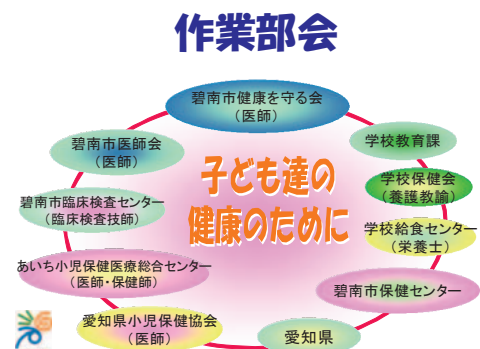 作業部会
碧南市健康を守る会
（医師）
碧南市医師会
（医師）
学校教育課
子ども達の
健康のために
学校保健会
（養護教諭）
碧南市臨床検査センター
（臨床検査技師）
学校給食センター
（栄養士）
あいち小児保健医療総合センター
（医師・保健師）
碧南市保健センター
愛知県小児保健協会
（医師）
愛知県